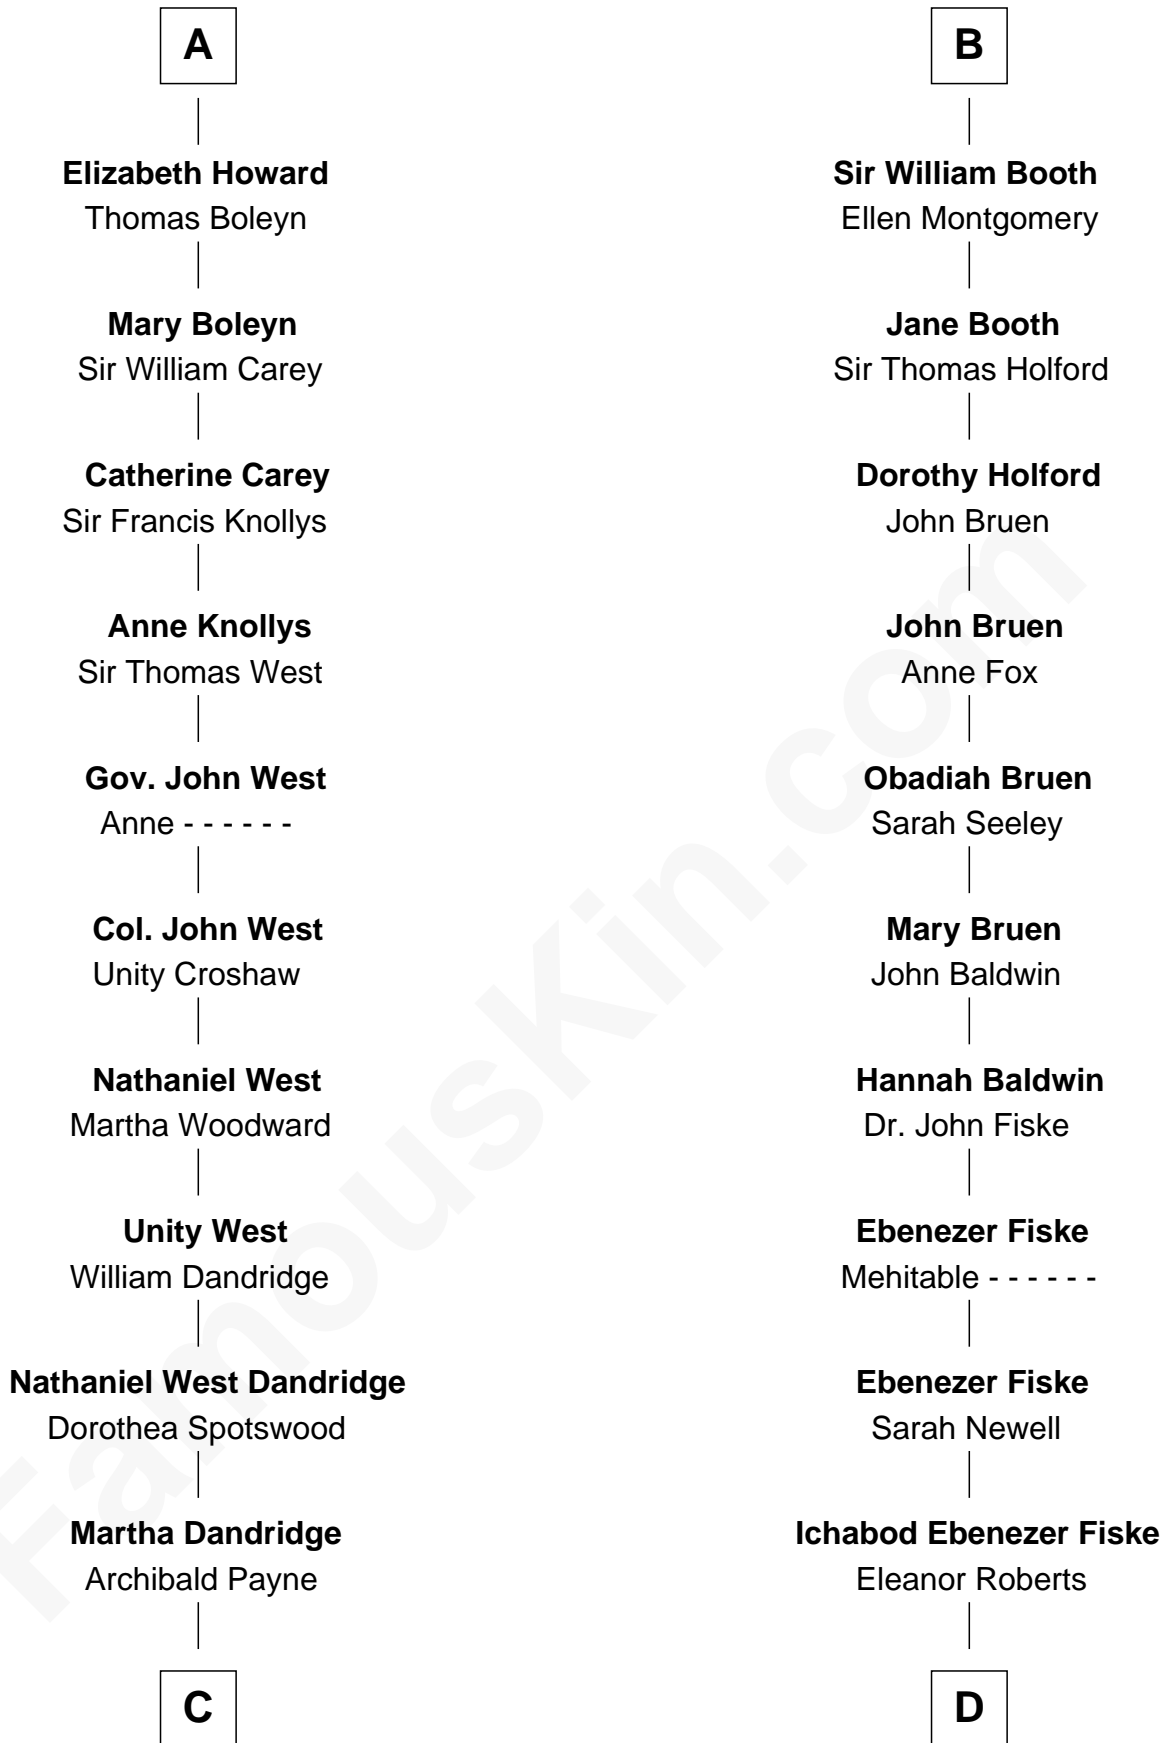 A
Elizabeth Howard
Thomas Boleyn
Mary Boleyn
Sir William Carey
Catherine Carey
Sir Francis Knollys
Anne Knollys
Sir Thomas West
Gov. John West
Anne - - - - - -
Col. John West
Unity Croshaw
Nathaniel West
Martha Woodward
Unity West
William Dandridge
Nathaniel West Dandridge
Dorothea Spotswood
Martha Dandridge
Archibald Payne
C
B
Sir William Booth
Ellen Montgomery
Jane Booth
Sir Thomas Holford
Dorothy Holford
John Bruen
John Bruen
Anne Fox
Obadiah Bruen
Sarah Seeley
Mary Bruen
John Baldwin
Hannah Baldwin
Dr. John Fiske
Ebenezer Fiske
Mehitable - - - - - -
Ebenezer Fiske
Sarah Newell
Ichabod Ebenezer Fiske
Eleanor Roberts
D
FamousKin.com